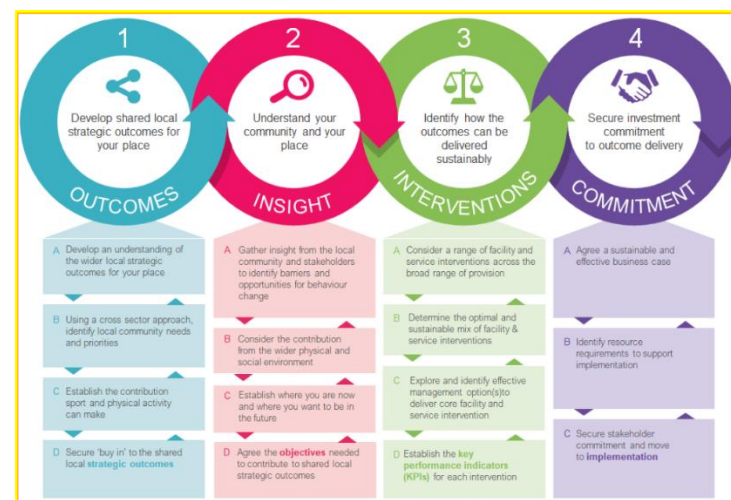 1
Develop shared local
strategic outcomes for
your place
OUTCOMES
A Develop an understanding of
the wider local strategic
outcomes for your place
B Using a cross sector approach,
identify local community needs
and priorities
C Establish the contribution
sport and physical activity
can make
D Secure ‘buy in’ to the shared
local strategic outcomes
2
Understand your
community and your
place
INSIGHT
A Gather insight from the local
community and stakeholders
to identify barriers and
opportunities for behaviour
change
B Consider the contribution
from the wider physical and
social environment
C Establish where you are now
and where you want to be in
the future
D Agree the objectives needed
to contribute to shared local
strategic outcomes
3
Identify how the
outcomes can be
delivered
sustainably
INTERVENTIONS
A Consider a range of facility and
service interventions across the
broad range of provision
B Determine the optimal and
sustainable mix of facility &
service interventions
C Explore and identify effective
management option(s)to
deliver core facility and
service intervention
D Establish the key
performance indicators
(KPIs) for each intervention
4
Secure investment
commitment
to outcome delivery
COMMITMENT
A Agree a sustainable and
effective business case
B Identify resource
requirements to support
implementation
C Secure stakeholder
commitment and move
to implementation